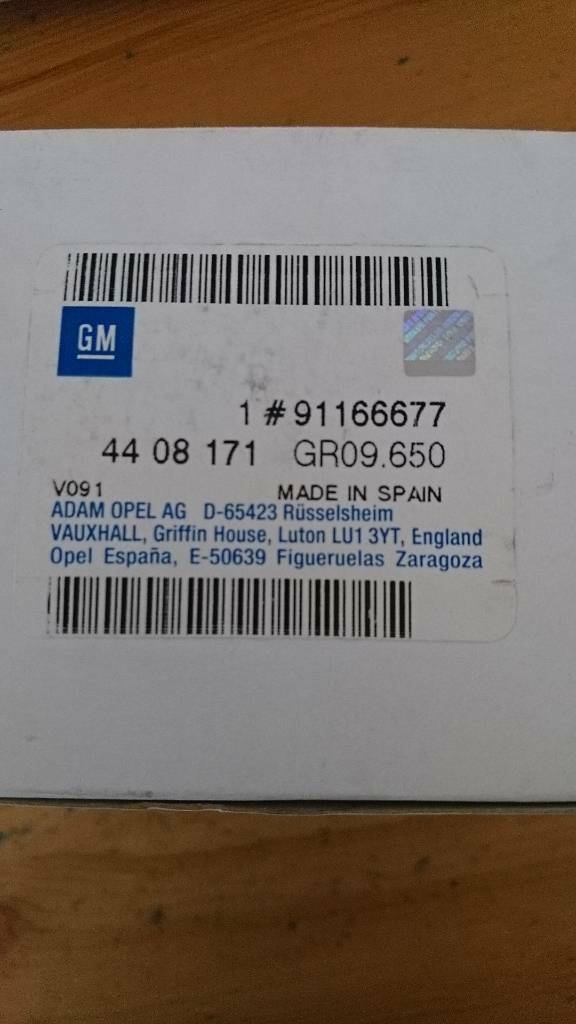 GM
1 # 91166677
44 08 171 GR09.650
V091 MADE IN SPAIN
ADAM OPEL AG D-65423 Rüsselsheim
VAUXHALL, Griffin House, Luton LU1 3YT, England
Opel España, E-50639 Figueruelas Zaragoza